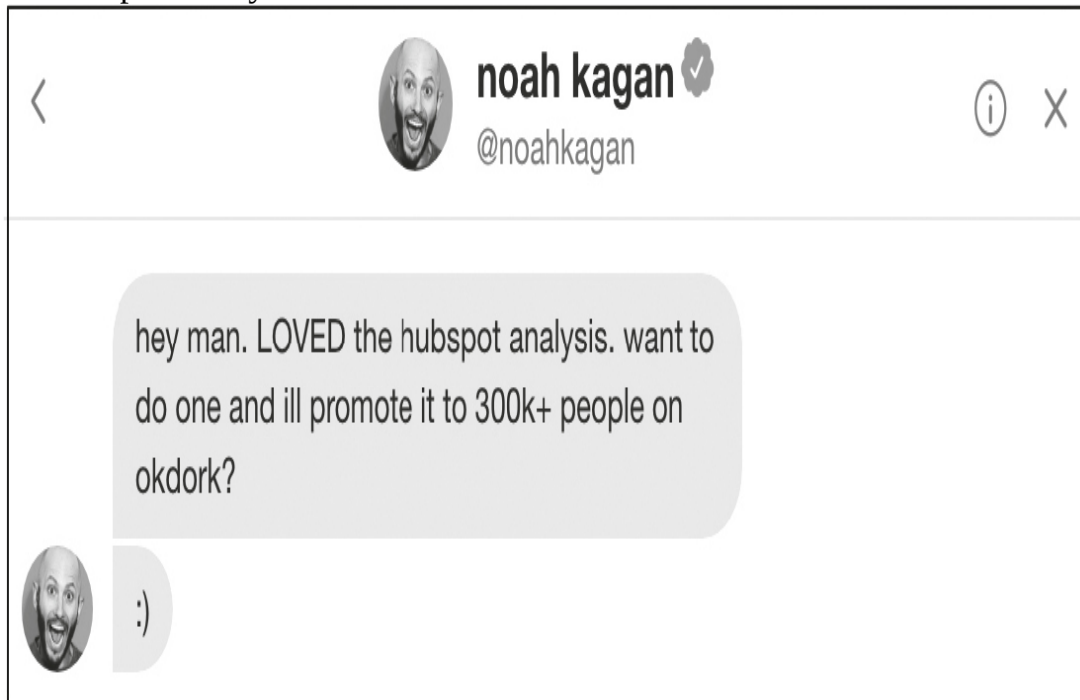 noah kagan
@noahkagan
hey man. LOVED the hubspot analysis. want to
do one and ill promote it to 300k+ people on
okdork?
:)